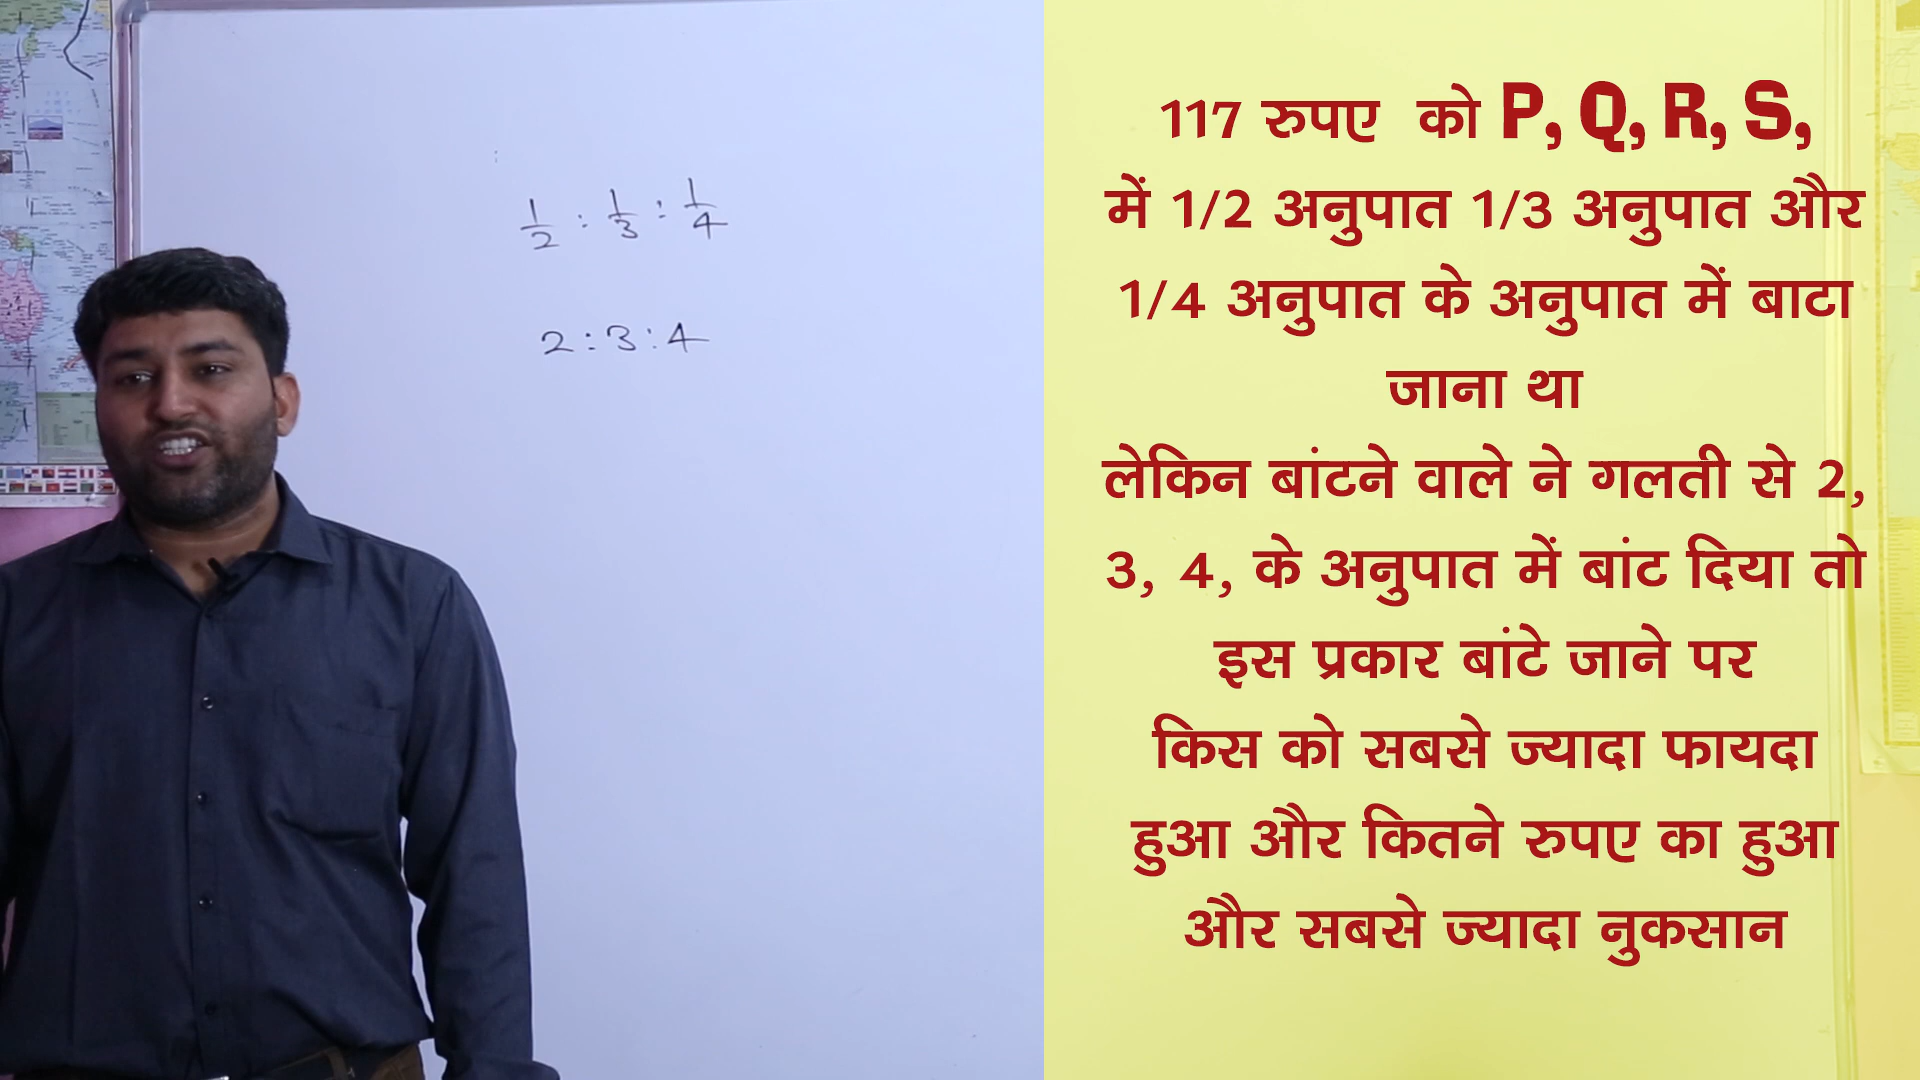 1/2 : 1/3 : 1/4
2 : 3 : 4
117 रुपए को P, Q, R, S,
में 1/2 अनुपात 1/3 अनुपात और
1/4 अनुपात के अनुपात में बाटा
जाना था
लेकिन बांटने वाले ने गलती से 2,
3, 4, के अनुपात में बांट दिया तो
इस प्रकार बांटे जाने पर
किस को सबसे ज्यादा फायदा
हुआ और कितने रुपए का हुआ
और सबसे ज्यादा नुकसान